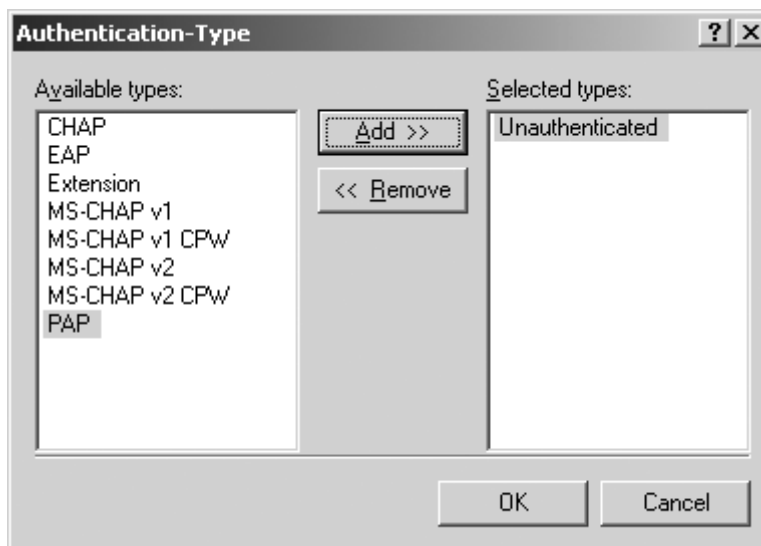 Authentication-Type
Available types:
CHAP
EAP
Extension
MS-CHAP v1
MS-CHAP v1 CPW
MS-CHAP v2
MS-CHAP v2 CPW
PAP
Add >>
<< Remove
Selected types:
Unauthenticated
OK
Cancel